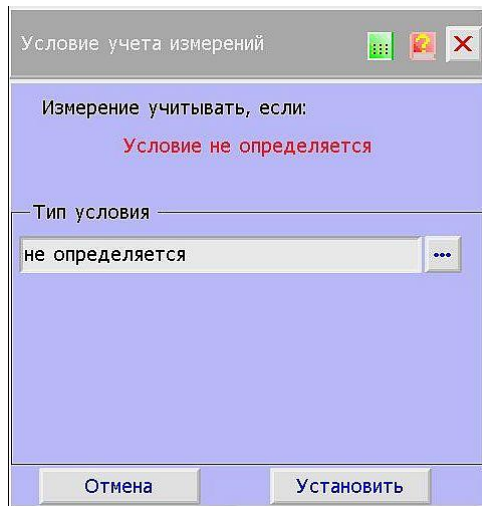 Условие учета измерений
Измерение учитывать, если:
Условие не определяется
Тип условия
не определяется
...
Отмена
Установить